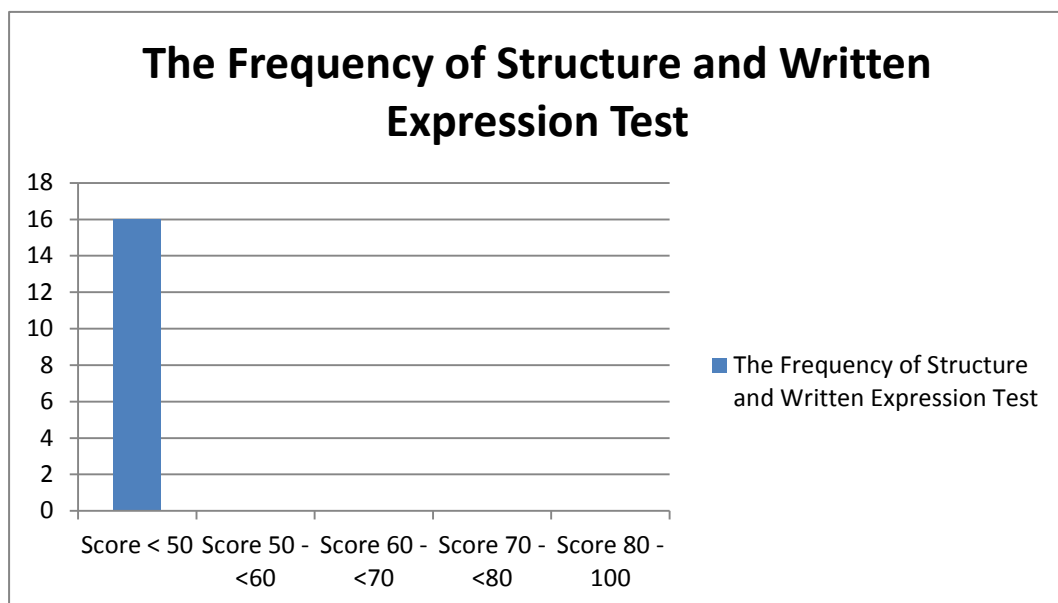 The Frequency of Structure and Written
Expression Test
18
16
14
12
10
8
6
4
2
0
Score < 50 Score 50 - Score 60 - Score 70 - Score 80 -
<60 <70 <80 100
The Frequency of Structure
and Written Expression Test